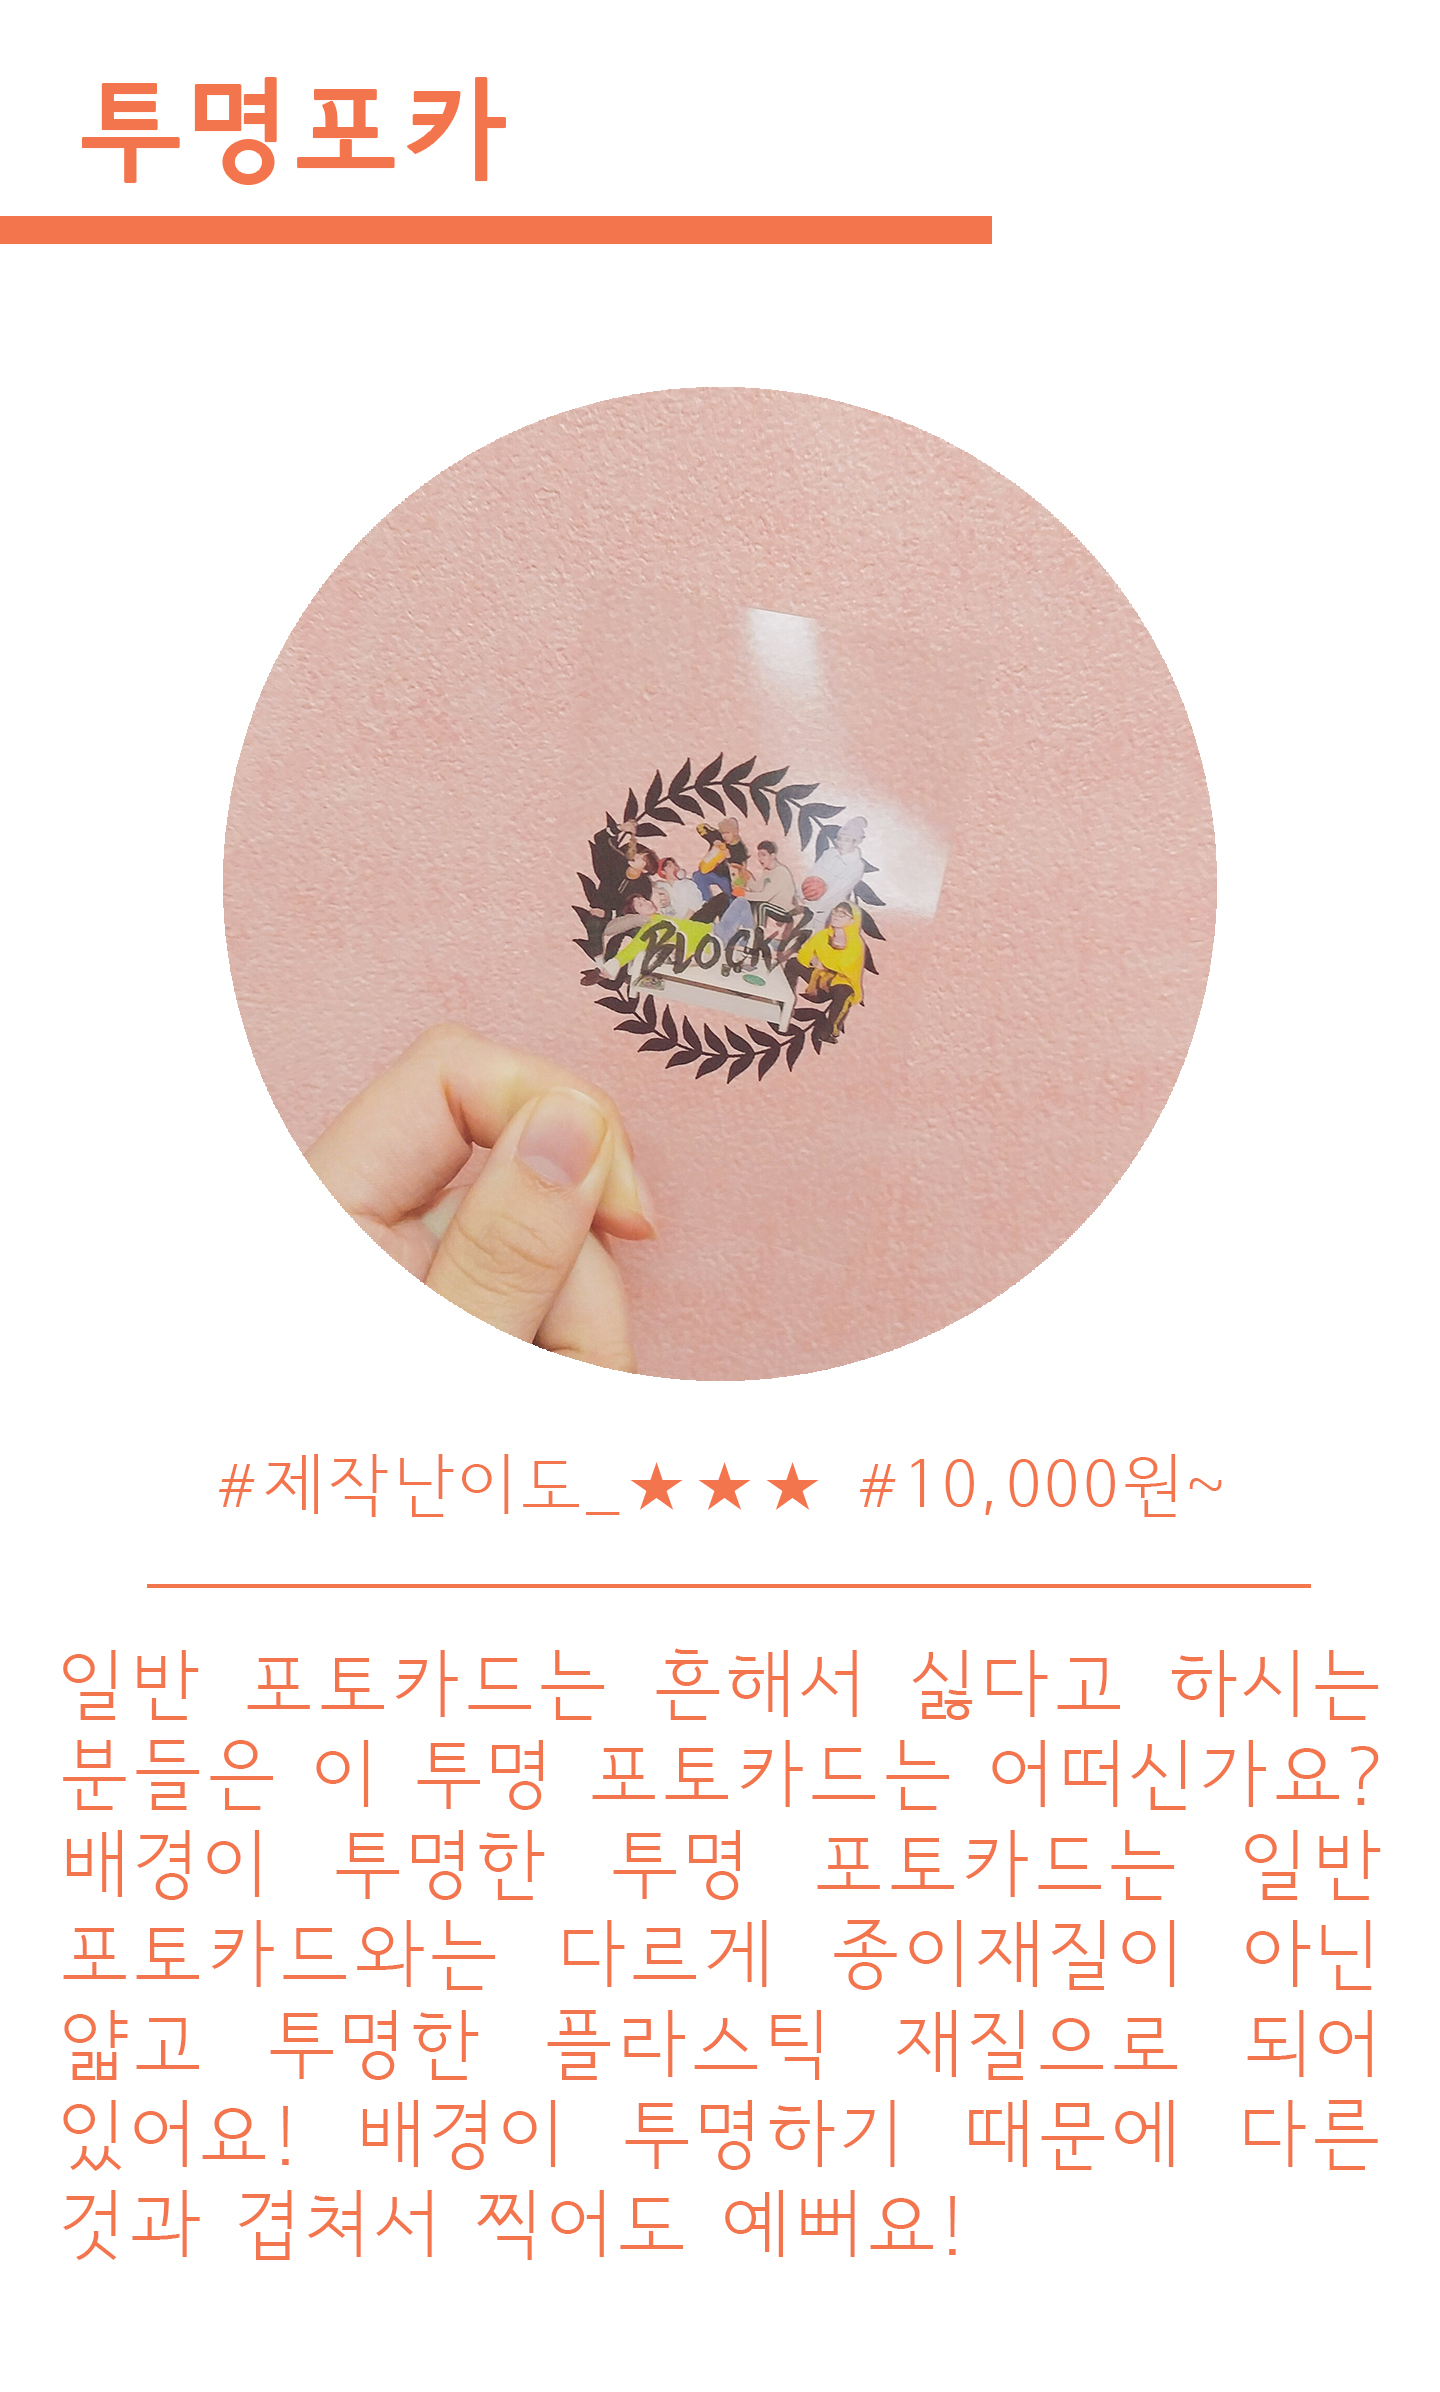 투명포카
BLOCKB
#제작난이도_★★★ #10,000원~
일반 포토카드는 흔해서 싫다고 하시는
분들은 이 투명 포토카드는 어떠신가요?
배경이 투명한 투명 포토카드는 일반
포토카드와는 다르게 종이재질이 아닌
얇고 투명한 플라스틱 재질으로 되어
있어요! 배경이 투명하기 때문에 다른
것과 겹쳐서 찍어도 예뻐요!